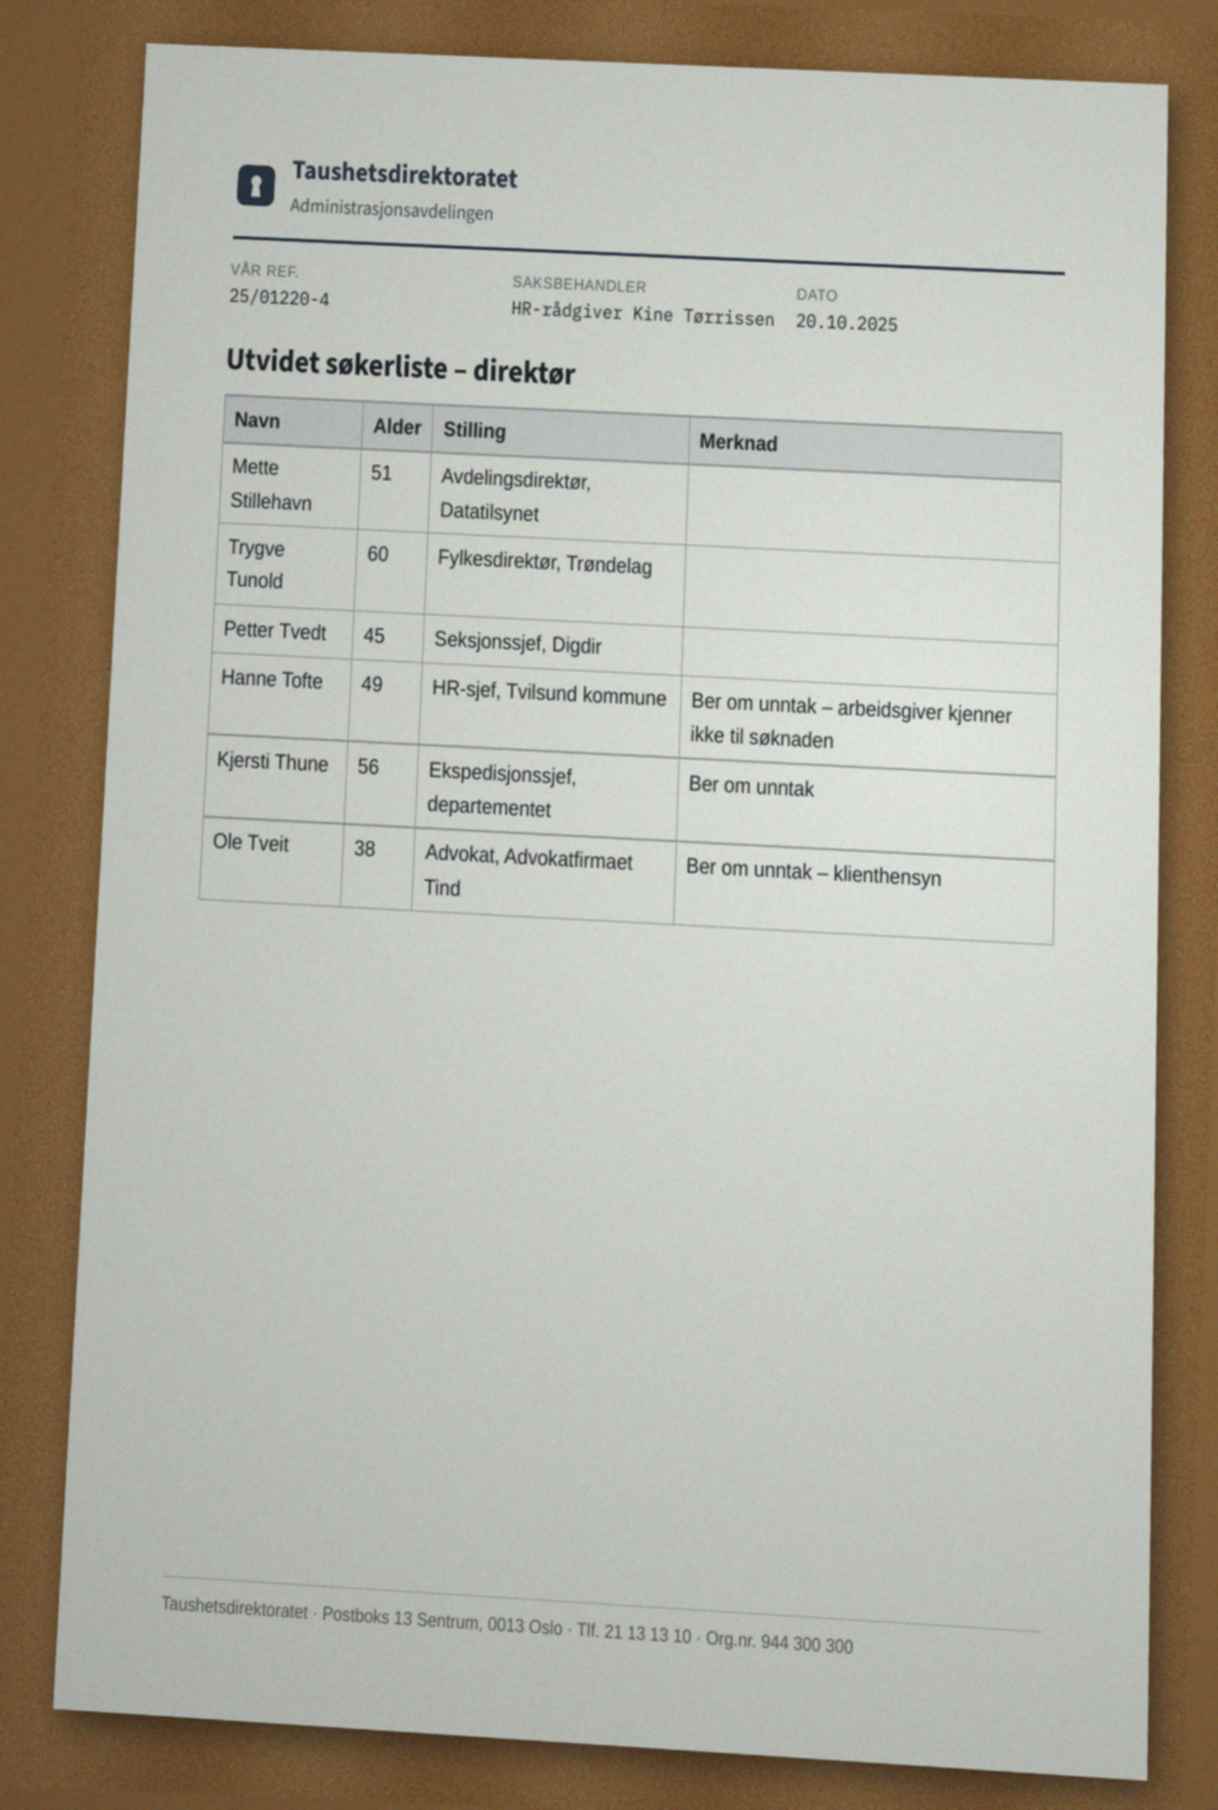 Taushetsdirektoratet
Administrasjonsavdelingen
VÅR REF. SAKSBEHANDLER DATO
25/01220-4 HR-rådgiver Kine Tørrissen 20.10.2025
Utvidet søkerliste – direktør
Navn Alder Stilling Merknad
Mette 51 Avdelingsdirektør,
Stillehavn Datatilsynet
Trygve 60 Fylkesdirektør, Trøndelag
Tunold
Petter Tvedt 45 Seksjonssjef, Digdir
Hanne Tofte 49 HR-sjef, Tvilsund kommune Ber om unntak – arbeidsgiver kjenner
ikke til søknaden
Kjersti Thune 56 Ekspedisjonssjef, Ber om unntak
departementet
Ole Tveit 38 Advokat, Advokatfirmaet Ber om unntak – klienthensyn
Tind
Taushetsdirektoratet · Postboks 13 Sentrum, 0013 Oslo · Tlf. 21 13 13 10 · Org.nr. 944 300 300